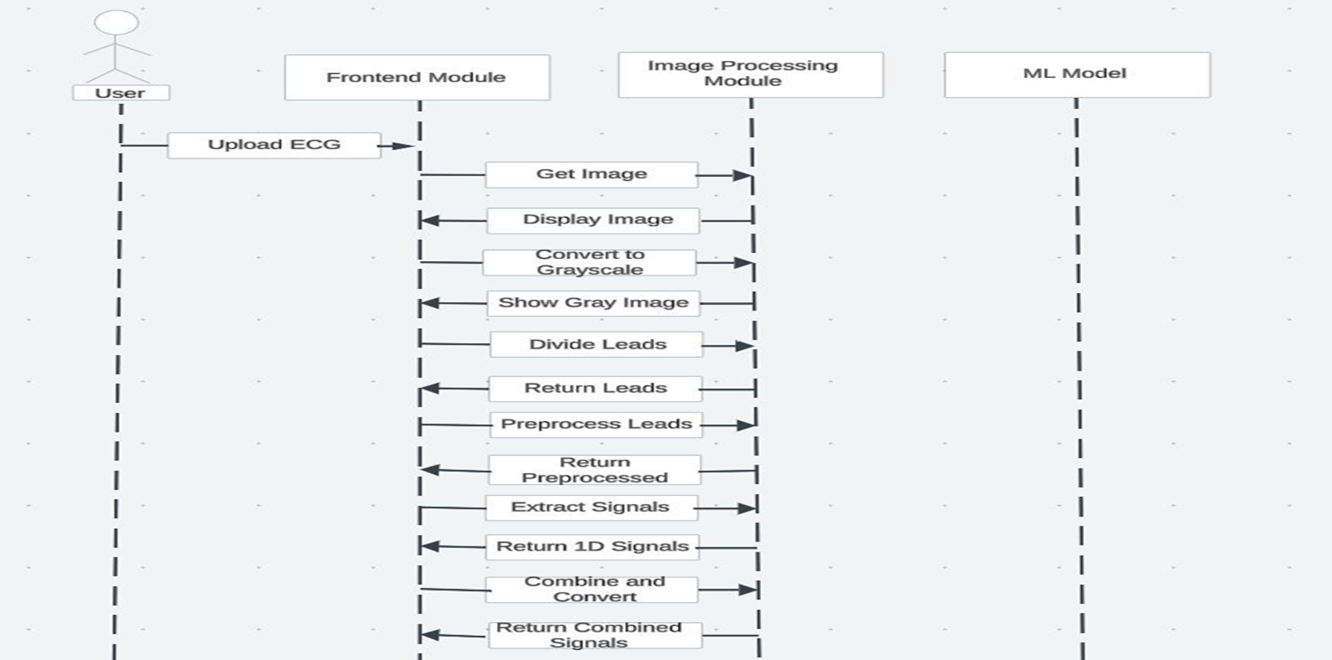 User
Frontend Module
Image Processing
Module
ML Model
Upload ECG
Get Image
Display Image
Convert to
Grayscale
Show Gray Image
Divide Leads
Return Leads
Preprocess Leads
Return
Preprocessed
Extract Signals
Return 1D Signals
Combine and
Convert
Return Combined
Signals